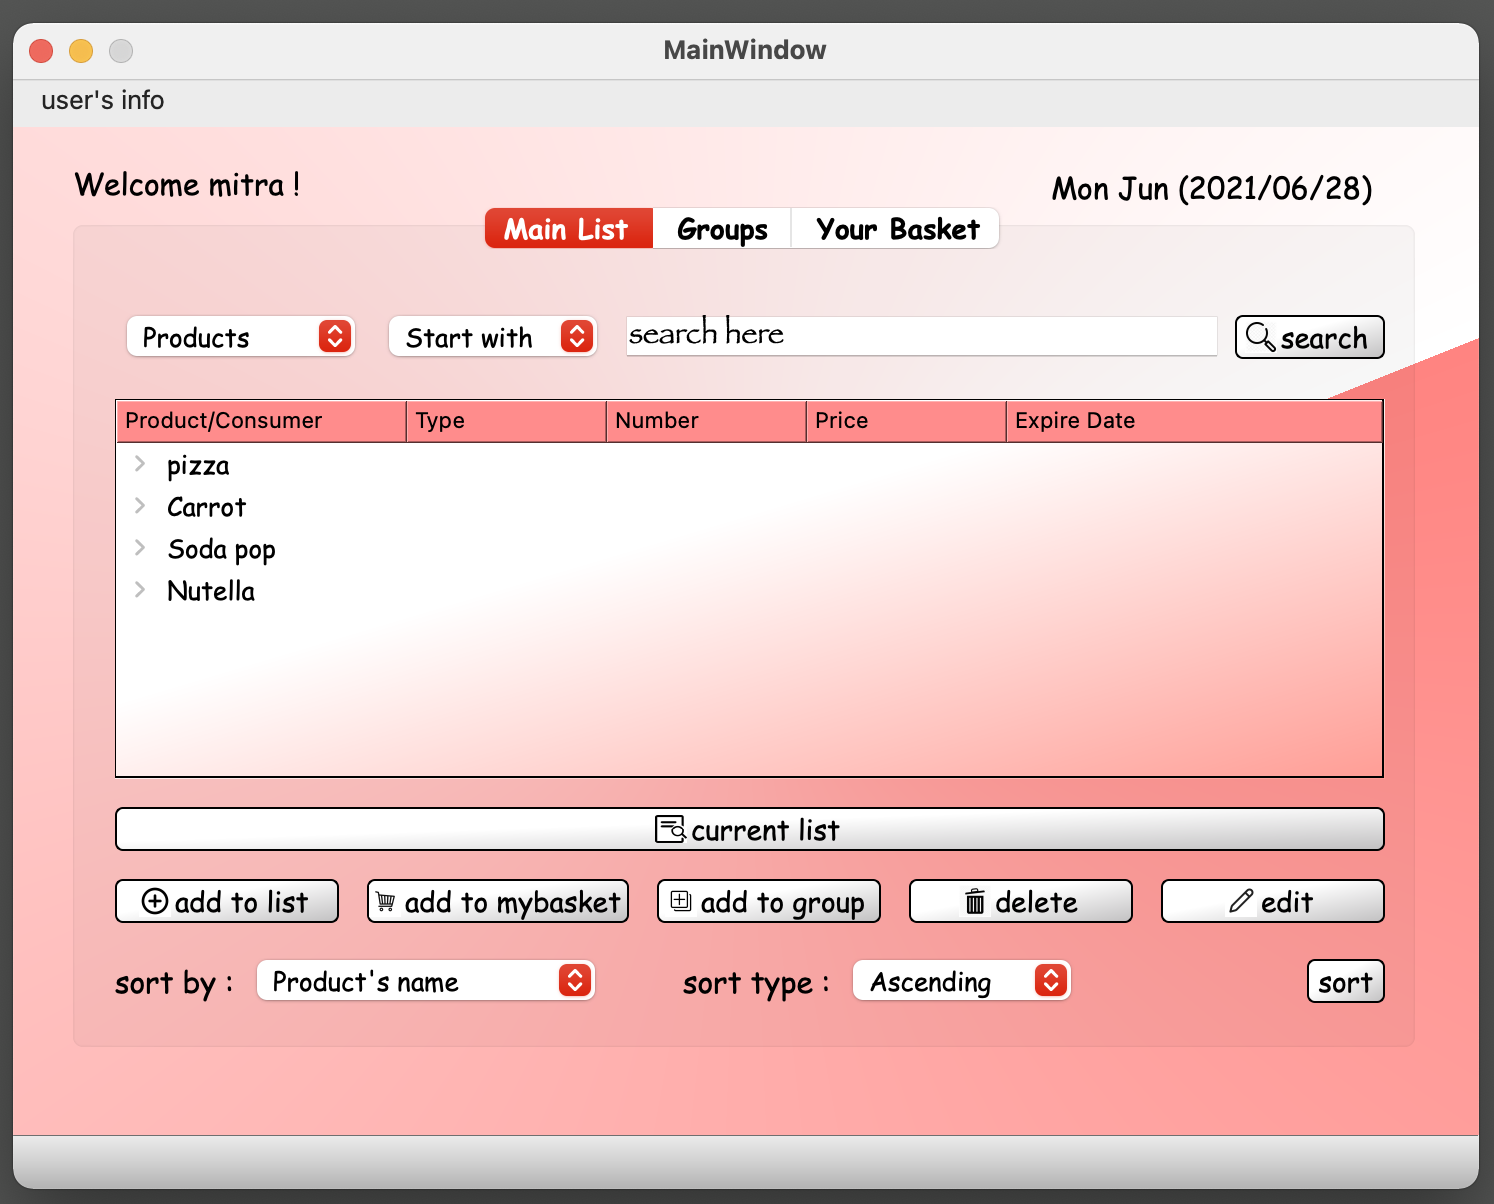 MainWindow
user's info
Welcome mitra !
Mon Jun (2021/06/28)
Main List Groups Your Basket
Products Start with search here search
Product/Consumer Type Number Price Expire Date
pizza
Carrot
Soda pop
Nutella
current list
add to list add to mybasket add to group delete edit
sort by : Product's name sort type : Ascending sort